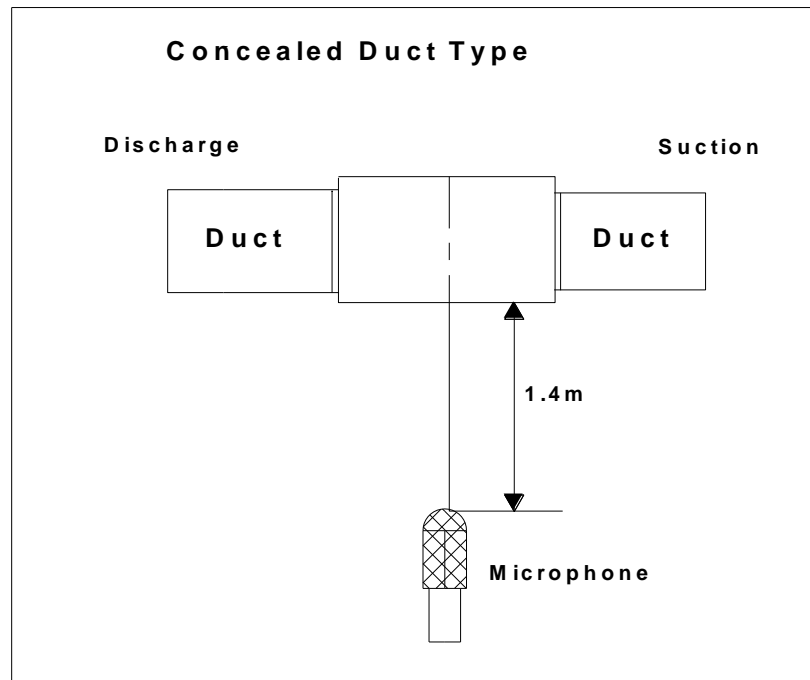 Concealed Duct Type
Discharge
Suction
Duct
Duct
1.4m
Microphone